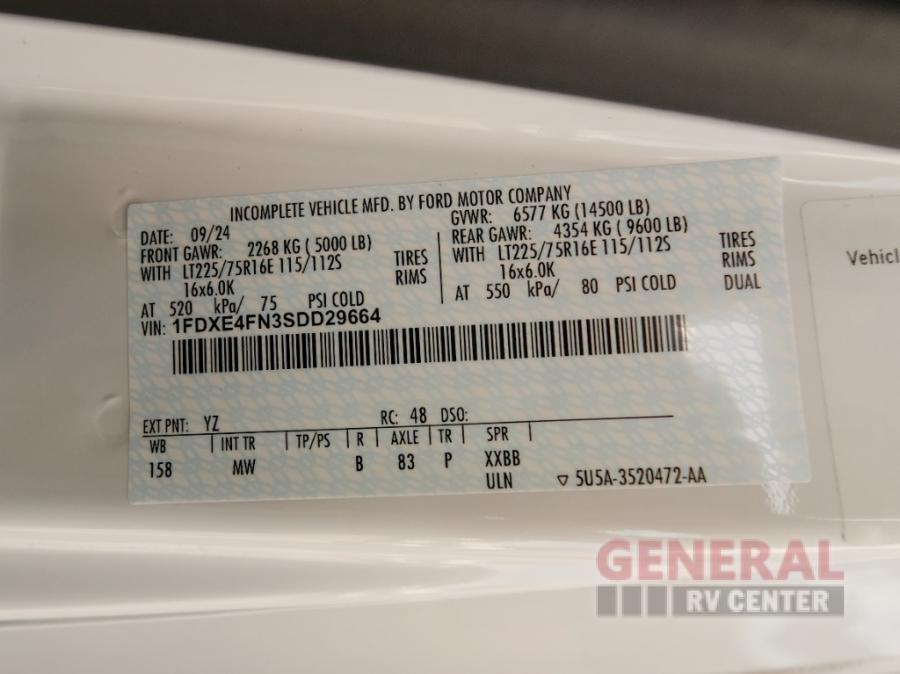 INCOMPLETE VEHICLE MFD. BY FORD MOTOR COMPANY
DATE: 09/24 GVWR: 6577 KG (14500 LB)
FRONT GAWR: 2268 KG ( 5000 LB) REAR GAWR: 4354 KG ( 9600 LB)
WITH LT225/75R16E 115/112S TIRES WITH LT225/75R16E 115/112S TIRES
16x6.0K RIMS 16x6.0K RIMS
AT 520 kPa/ 75 PSI COLD AT 550 kPa/ 80 PSI COLD DUAL
VIN: 1FDXE4FN3SDD29664
EXT PNT: YZ RC: 48 DSO:
WB INT TR TP/PS R AXLE TR SPR
158 MW B 83 P XXBB
ULN ▽ 5U5A-3520472-AA
GENERAL
RV CENTER